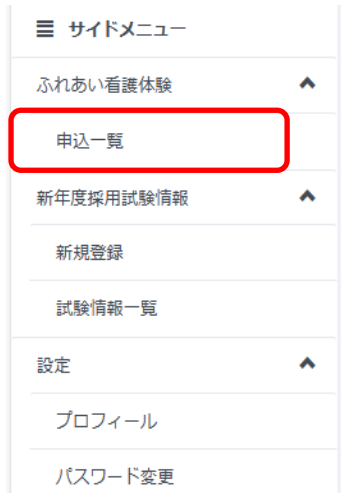 サイドメニュー
ふれあい看護体験
申込一覧
新年度採用試験情報
新規登録
試験情報一覧
設定
プロフィール
パスワード変更